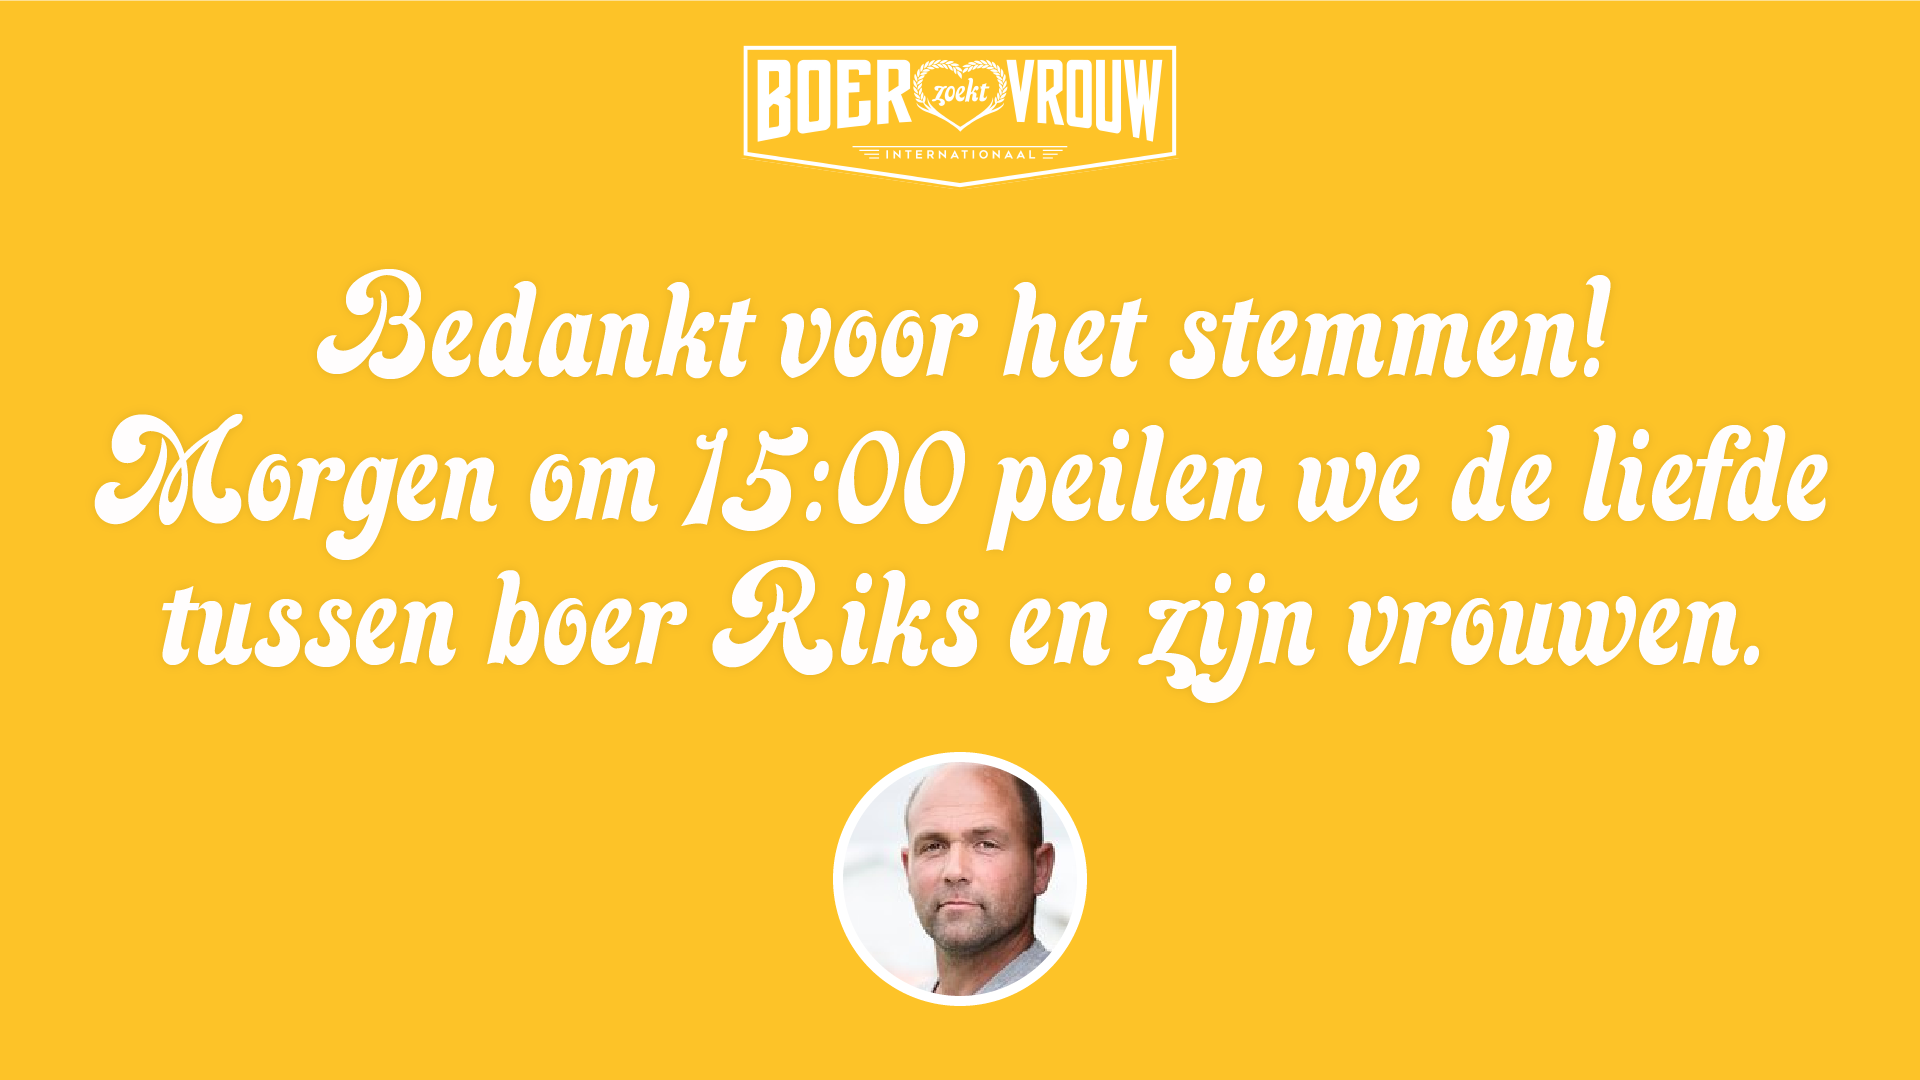 BOER zoekt VROUW
INTERNATIONAAL
Bedankt voor het stemmen!
Morgen om 15:00 peilen we de liefde
tussen boer Riks en zijn vrouwen.